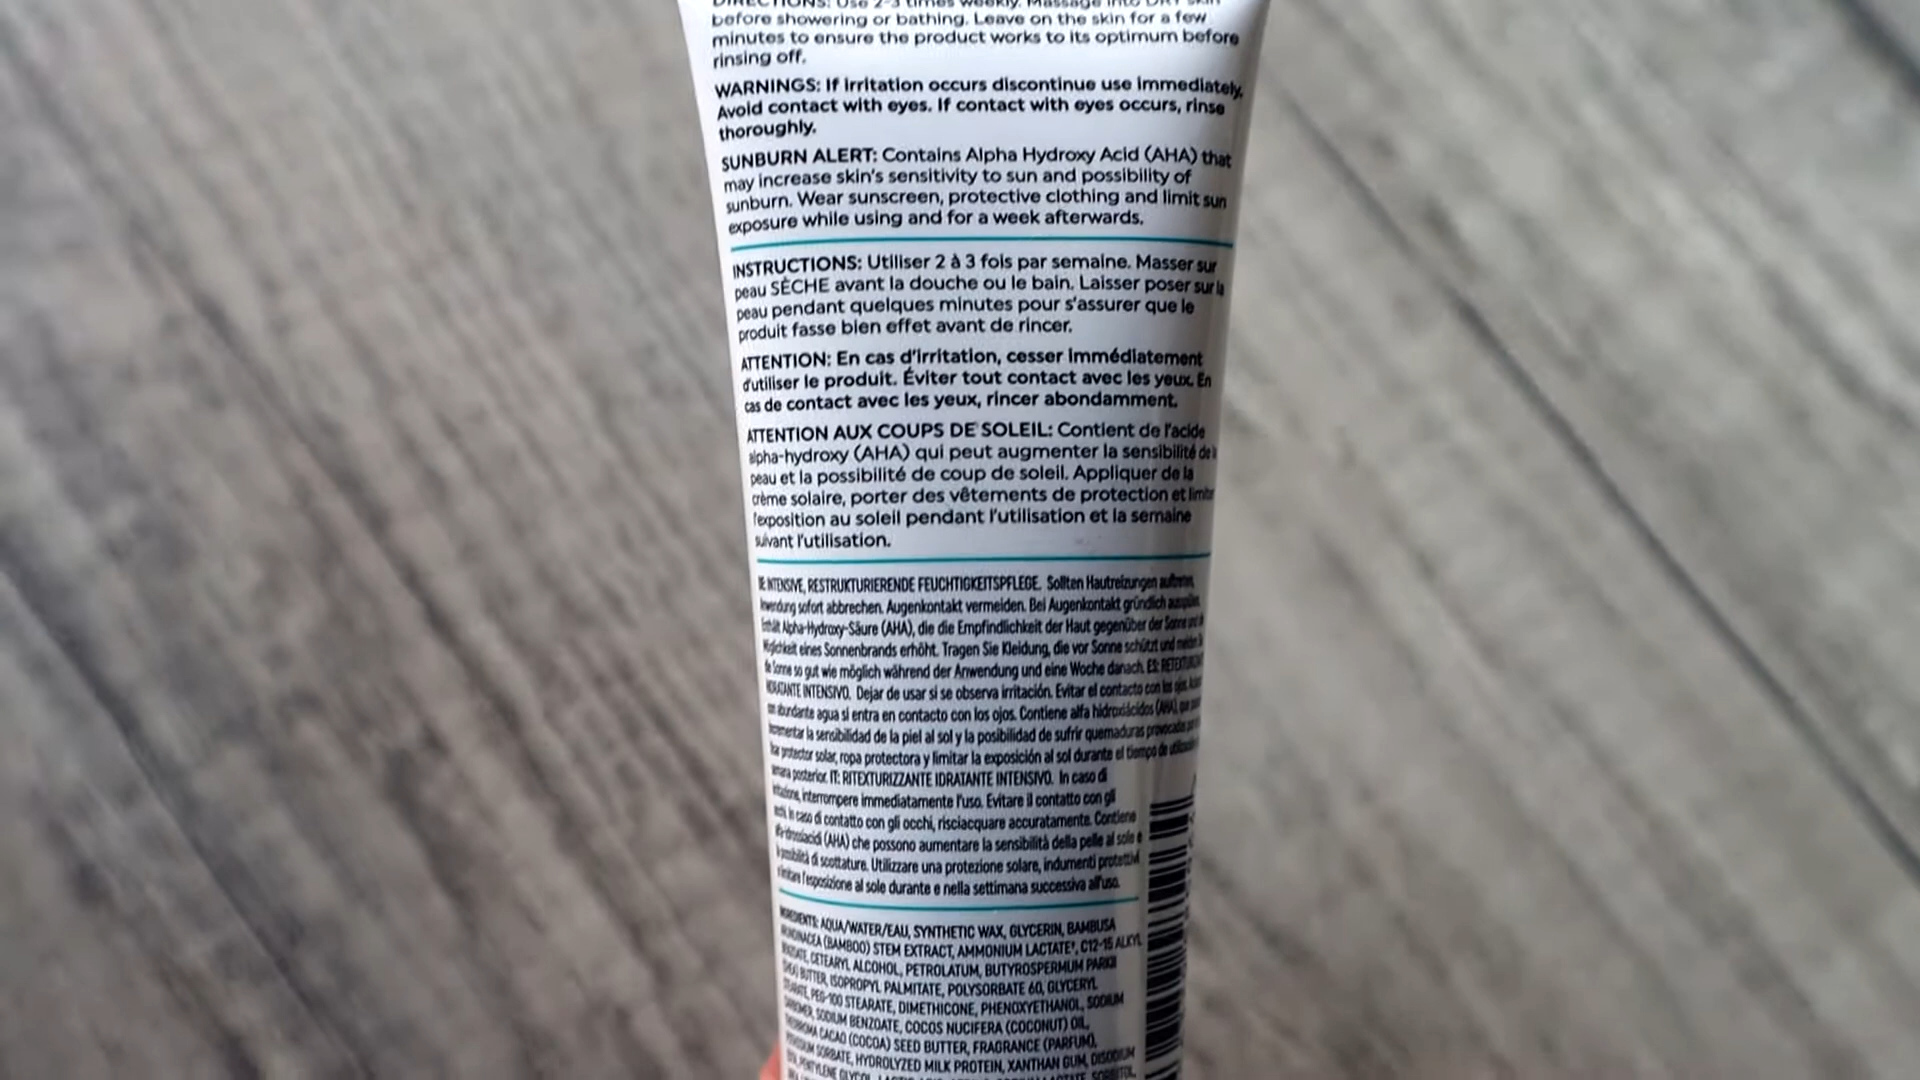 DIRECTIONS: Use 2-3 times weekly. Massage into DRY skin
before showering or bathing. Leave on the skin for a few
minutes to ensure the product works to its optimum before
rinsing off.
WARNINGS: If irritation occurs discontinue use immediately.
Avoid contact with eyes. If contact with eyes occurs, rinse
thoroughly.
SUNBURN ALERT: Contains Alpha Hydroxy Acid (AHA) that
may increase skin's sensitivity to sun and possibility of
sunburn. Wear sunscreen, protective clothing and limit sun
exposure while using and for a week afterwards.
INSTRUCTIONS: Utiliser 2 à 3 fois par semaine. Masser sur
peau SÈCHE avant la douche ou le bain. Laisser poser sur la
peau pendant quelques minutes pour s'assurer que le
produit fasse bien effet avant de rincer.
ATTENTION: En cas d'irritation, cesser immédiatement
d'utiliser le produit. Éviter tout contact avec les yeux. En
cas de contact avec les yeux, rincer abondamment.
ATTENTION AUX COUPS DE SOLEIL: Contient de l'acide
alpha-hydroxy (AHA) qui peut augmenter la sensibilité de la
peau et la possibilité de coup de soleil. Appliquer de la
crème solaire, porter des vêtements de protection et limiter
l'exposition au soleil pendant l'utilisation et la semaine
suivant l'utilisation.
DE: INTENSIVE, RESTRUKTURIERENDE FEUCHTIGKEITSPFLEGE. Sollten Hautreizungen auftreten,
Anwendung sofort abbrechen. Augenkontakt vermeiden. Bei Augenkontakt gründlich ausspülen.
Enthält Alpha-Hydroxy-Säure (AHA), die die Empfindlichkeit der Haut gegenüber der Sonne und die
Möglichkeit eines Sonnenbrands erhöht. Tragen Sie Kleidung, die vor Sonne schützt und meiden Sie
die Sonne so gut wie möglich während der Anwendung und eine Woche danach. ES:
HIDRATANTE INTENSIVO. Dejar de usar si se observa irritación. Evitar el contacto con los ojos.
con abundante agua si entra en contacto con los ojos. Contiene alfa hidroxiácidos (AHA), que
incrementar la sensibilidad de la piel al sol y la posibilidad de sufrir quemaduras provocadas
protector solar, ropa protectora y limitar la exposición al sol durante el tiempo de
semana posterior. IT: RITEXTURIZZANTE IDRATANTE INTENSIVO. In caso di
irritazione, interrompere immediatamente l'uso. Evitare il contatto con gli
occhi. In caso di contatto con gli occhi, risciacquare accuratamente. Contiene
alfa-idrossiacidi (AHA) che possono aumentare la sensibilità della pelle al sole e
possibilità di scottature. Utilizzare una protezione solare, indumenti protettivi
e limitare l'esposizione al sole durante e nella settimana successiva all'uso.
INGREDIENTS: AQUA/WATER/EAU, SYNTHETIC WAX, GLYCERIN, BAMBUSA
ARUNDINACEA (BAMBOO) STEM EXTRACT, AMMONIUM LACTATE†, C12-15 ALKYL
BENZOATE, CETEARYL ALCOHOL, PETROLATUM, BUTYROSPERMUM PARKII
(SHEA) BUTTER, ISOPROPYL PALMITATE, POLYSORBATE 60, GLYCERYL
STEARATE, PEG-100 STEARATE, DIMETHICONE, PHENOXYETHANOL, SODIUM
CARBOMER, SODIUM BENZOATE, COCOS NUCIFERA (COCONUT) OIL,
THEOBROMA CACAO (COCOA) SEED BUTTER, FRAGRANCE (PARFUM),
POTASSIUM SORBATE, HYDROLYZED MILK PROTEIN, XANTHAN GUM, DISODIUM